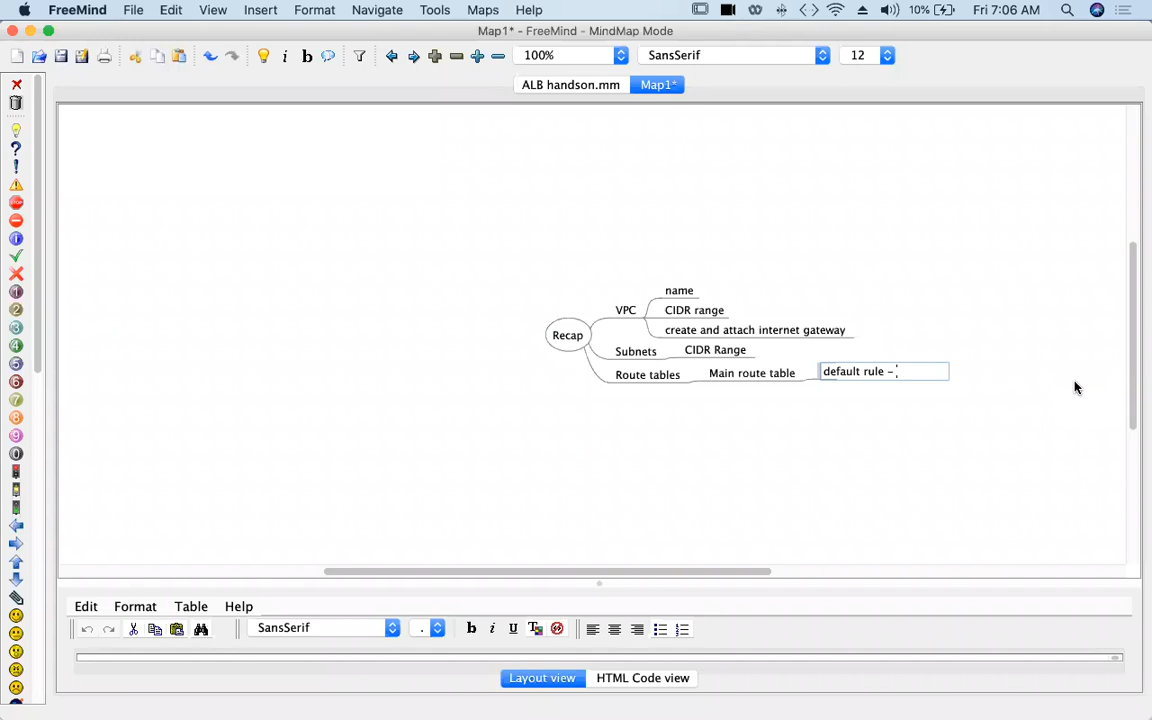 FreeMind File Edit View Insert Format Navigate Tools Maps Help 10% Fri 7:06 AM
Map1* - FreeMind - MindMap Mode
i b 100% SansSerif 12
ALB handson.mm Map1*
name
VPC CIDR range
create and attach internet gateway
Recap
Subnets CIDR Range
Route tables Main route table default rule -
Edit Format Table Help
SansSerif . b i U
Layout view HTML Code view